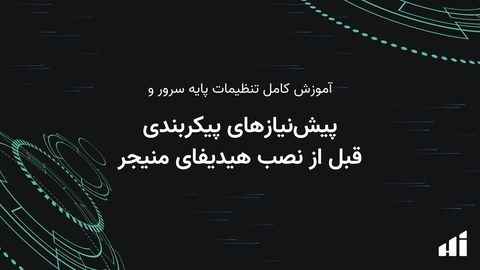 آموزش کامل تنظیمات پایه سرور و
پیش‌نیازهای پیکربندی
قبل از نصب هیدیفای منیجر